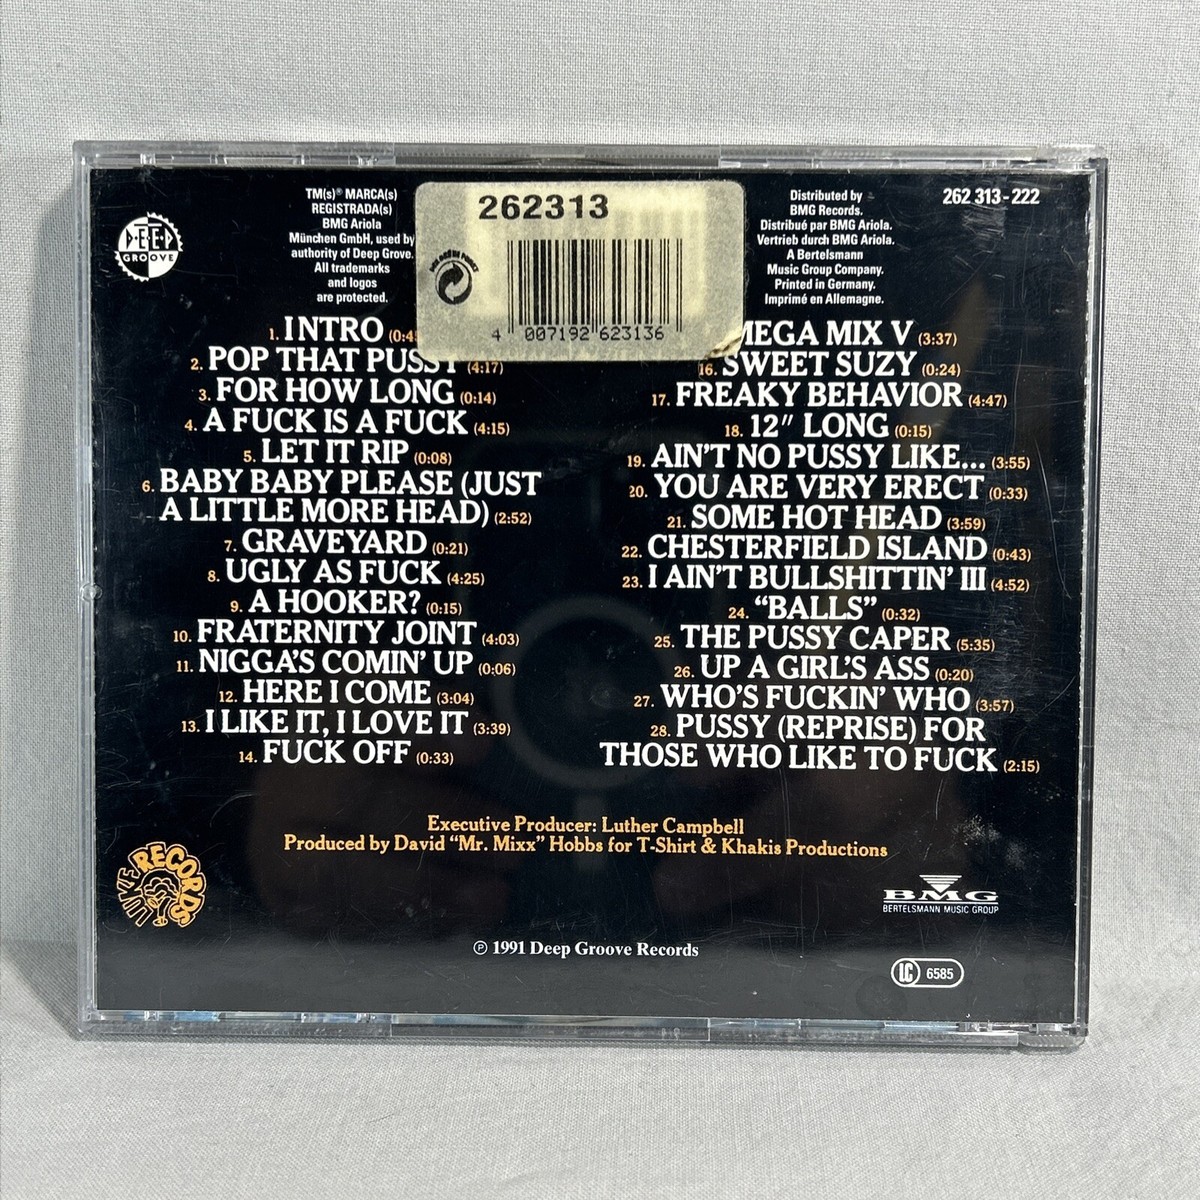 DEEP
GROOVE
TM(s)® MARCA(s)
REGISTRADA(s)
BMG Ariola
München GmbH, used by
authority of Deep Grove.
All trademarks
and logos
are protected.
262313
4 007192 623136
Distributed by
BMG Records.
Distribué par BMG Ariola.
Vertrieb durch BMG Ariola.
A Bertelsmann
Music Group Company.
Printed in Germany.
Imprimé en Allemagne.
262 313-222
1. INTRO
2. POP THAT PUSSY (4:17)
3. FOR HOW LONG (0:14)
4. A FUCK IS A FUCK (4:15)
5. LET IT RIP (0:08)
6. BABY BABY PLEASE (JUST
A LITTLE MORE HEAD) (2:52)
7. GRAVEYARD (0:21)
8. UGLY AS FUCK (4:25)
9. A HOOKER? (0:15)
10. FRATERNITY JOINT (4:03)
11. NIGGA'S COMIN' UP (0:06)
12. HERE I COME (3:04)
13. I LIKE IT, I LOVE IT (3:39)
14. FUCK OFF (0:33)
MEGA MIX V (3:37)
16. SWEET SUZY (0:24)
17. FREAKY BEHAVIOR (4:47)
18. 12" LONG (0:15)
19. AIN'T NO PUSSY LIKE... (3:55)
20. YOU ARE VERY ERECT (0:33)
21. SOME HOT HEAD (3:59)
22. CHESTERFIELD ISLAND (0:43)
23. I AIN'T BULLSHITTIN' III (4:52)
24. "BALLS" (0:32)
25. THE PUSSY CAPER (5:35)
26. UP A GIRL'S ASS (0:20)
27. WHO'S FUCKIN' WHO (3:57)
28. PUSSY (REPRISE) FOR
THOSE WHO LIKE TO FUCK (2:15)
Executive Producer: Luther Campbell
Produced by David "Mr. Mixx" Hobbs for T-Shirt & Khakis Productions
LUKE RECORDS
BMG
BERTELSMANN MUSIC GROUP
℗ 1991 Deep Groove Records
LC 6585